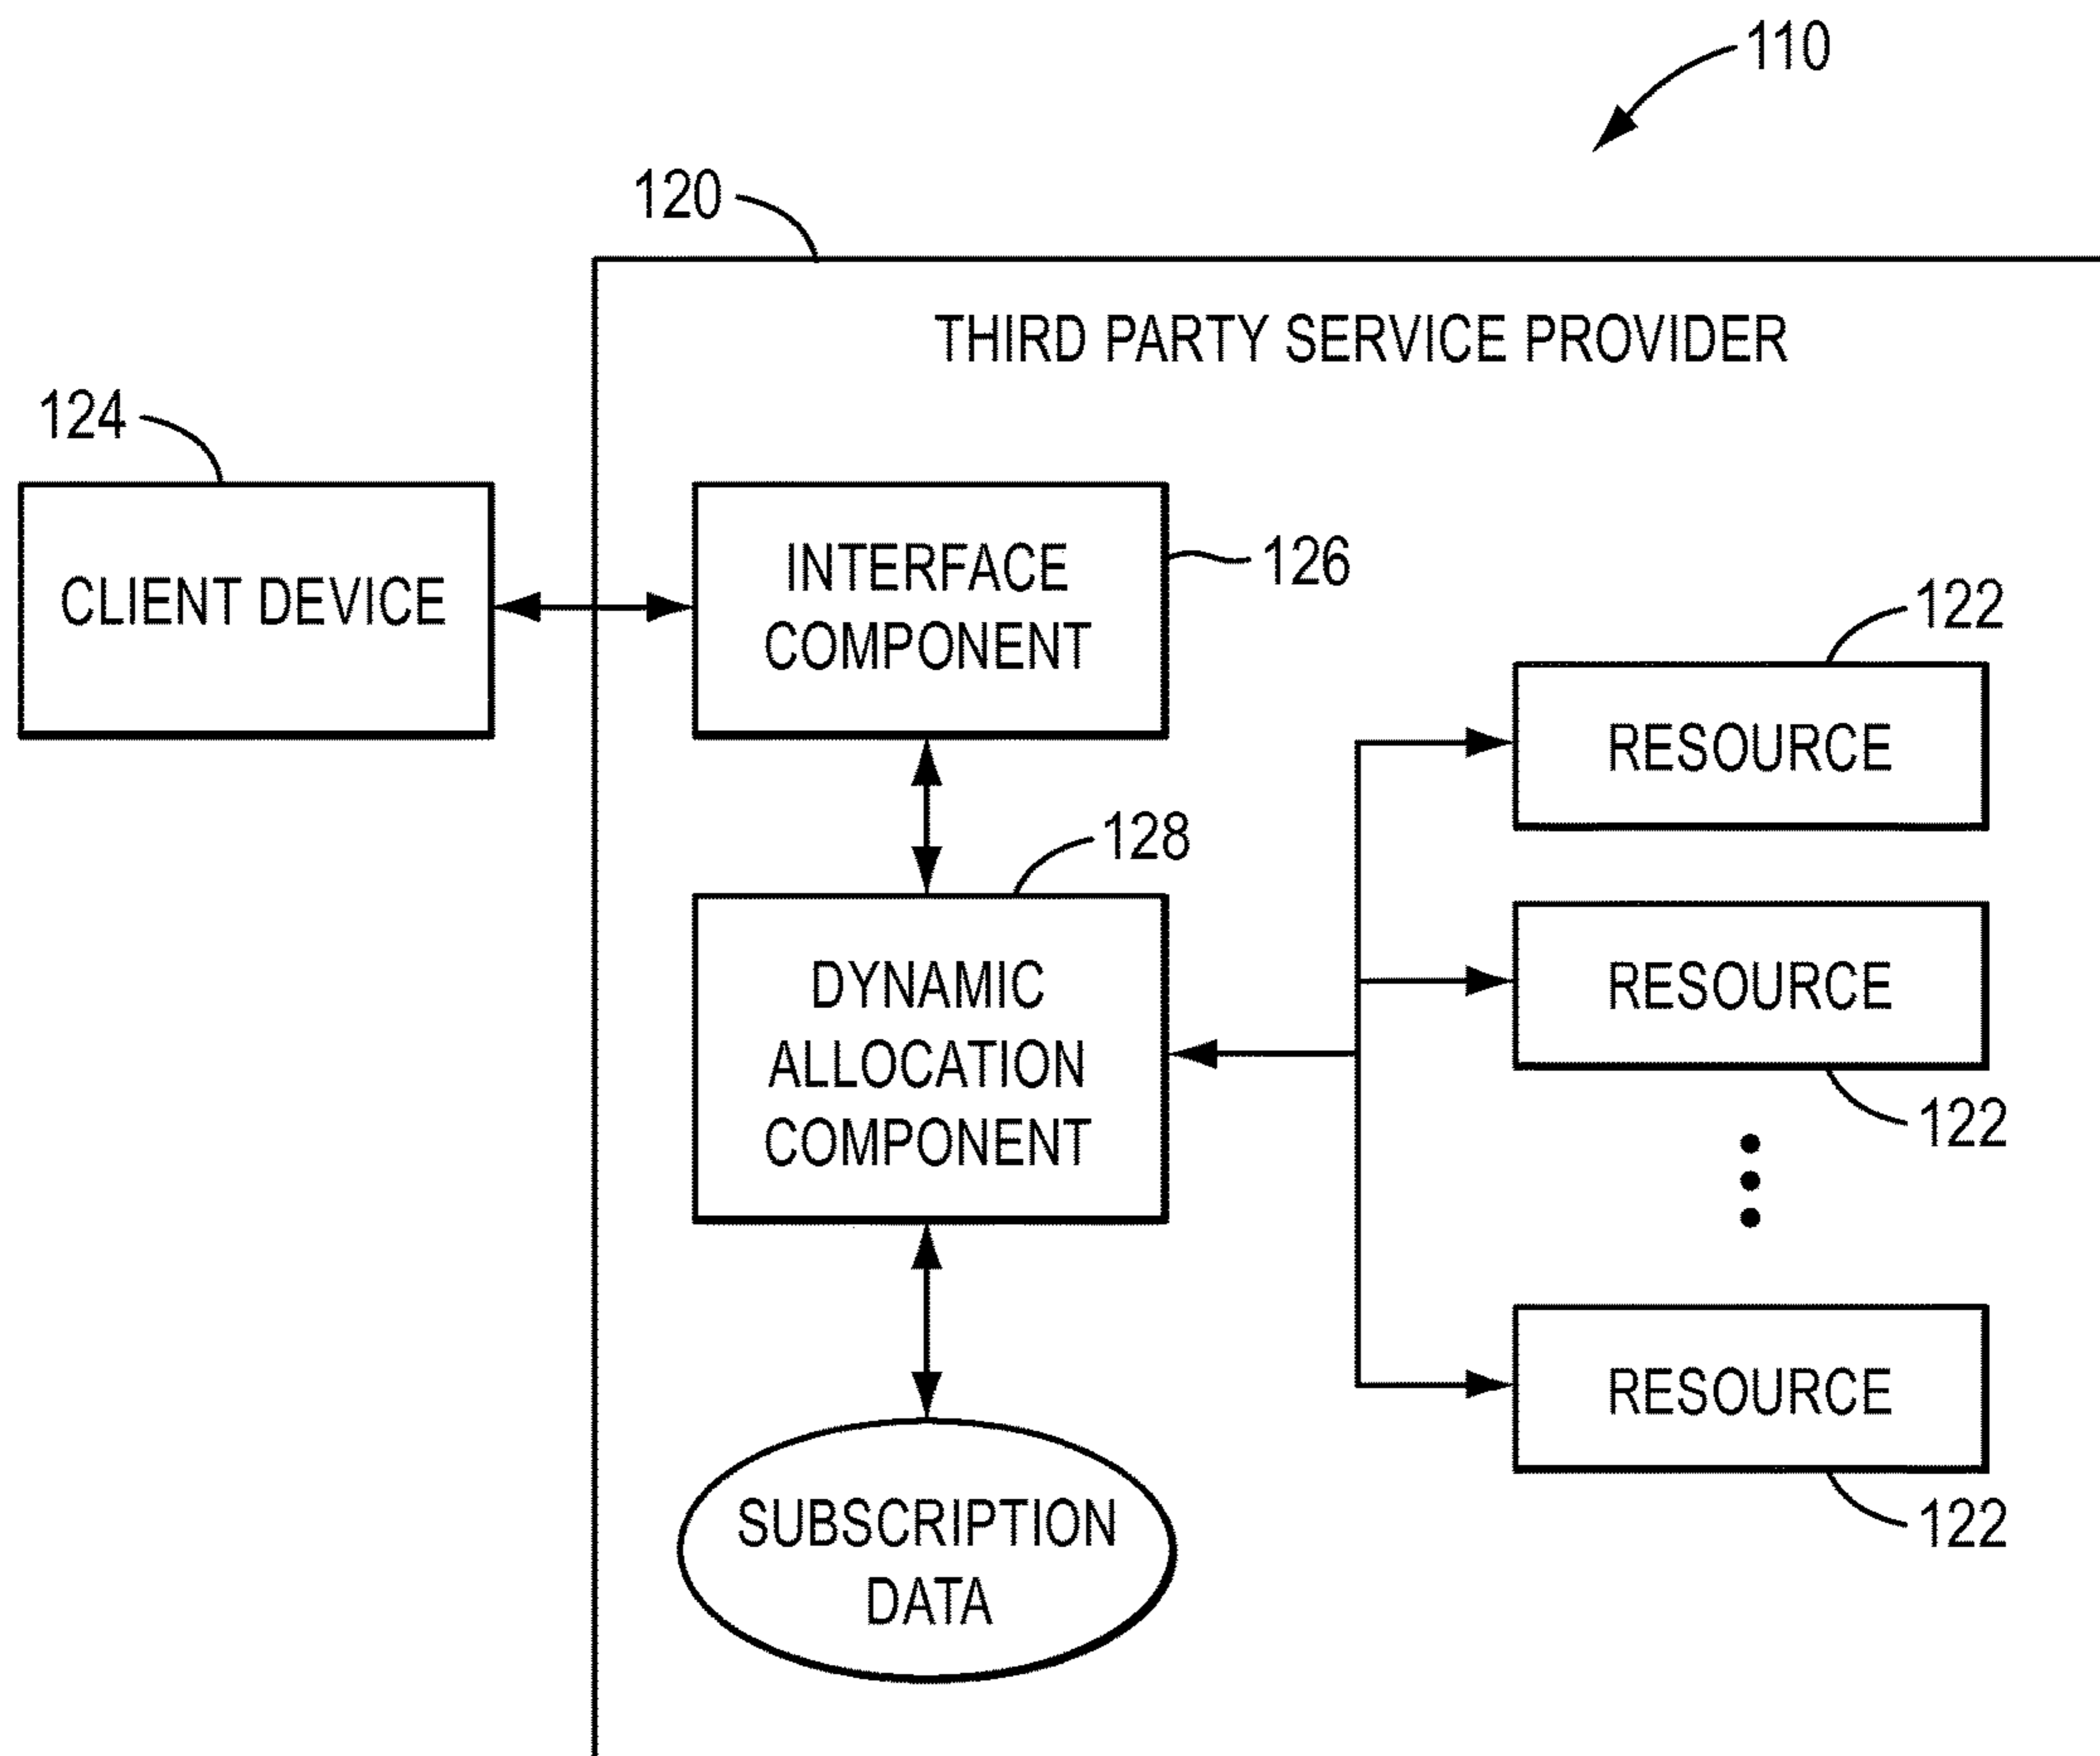 110
120
THIRD PARTY SERVICE PROVIDER
124
CLIENT DEVICE
INTERFACE
COMPONENT
126
122
RESOURCE
128
DYNAMIC
ALLOCATION
COMPONENT
RESOURCE
122
RESOURCE
122
SUBSCRIPTION
DATA